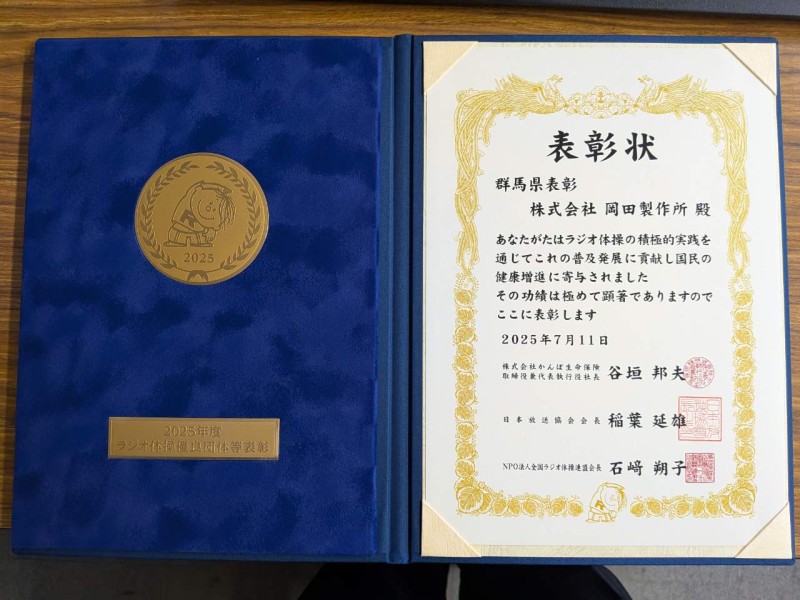 2025
2025年度
ラジオ体操優良団体等表彰
表彰状
群馬県表彰
株式会社 岡田製作所 殿
あなたがたはラジオ体操の積極的実践を
通じてこれの普及発展に貢献し国民の
健康増進に寄与されました
その功績は極めて顕著でありますので
ここに表彰します
2025年7月11日
株式会社かんぽ生命保険
取締役兼代表執行役社長 谷垣 邦夫
日本放送協会会長 稲葉 延雄
NPO法人全国ラジオ体操連盟会長 石﨑 朔子